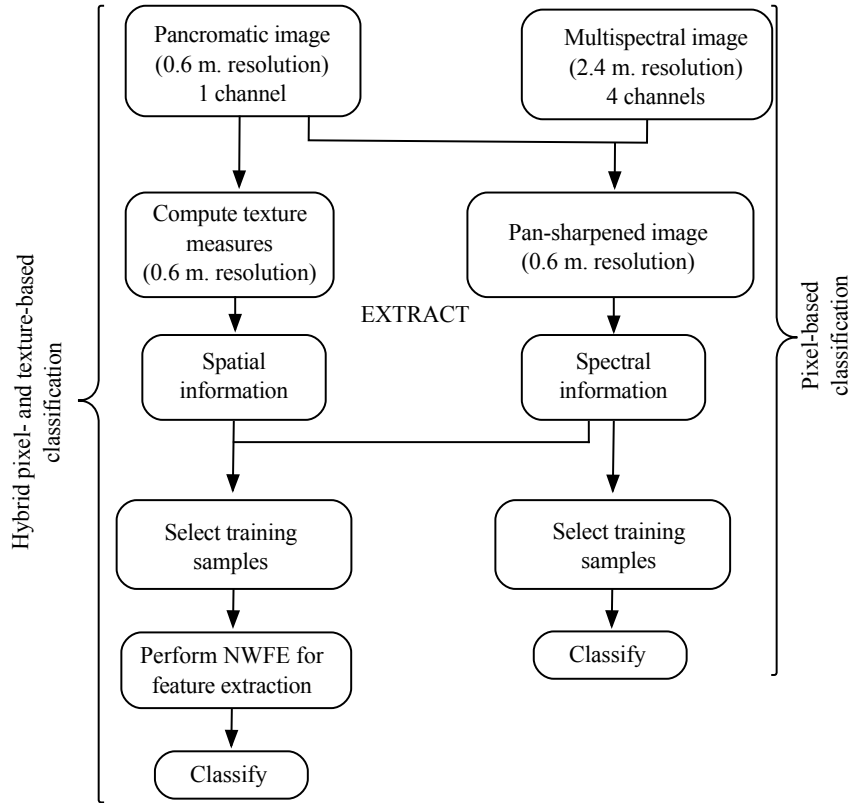 Pancromatic image
(0.6 m. resolution)
1 channel
Multispectral image
(2.4 m. resolution)
4 channels
Compute texture
measures
(0.6 m. resolution)
Pan-sharpened image
(0.6 m. resolution)
EXTRACT
Spatial
information
Spectral
information
Select training
samples
Select training
samples
Perform NWFE for
feature extraction
Classify
Classify
Hybrid pixel- and texture-based
classification
Pixel-based
classification